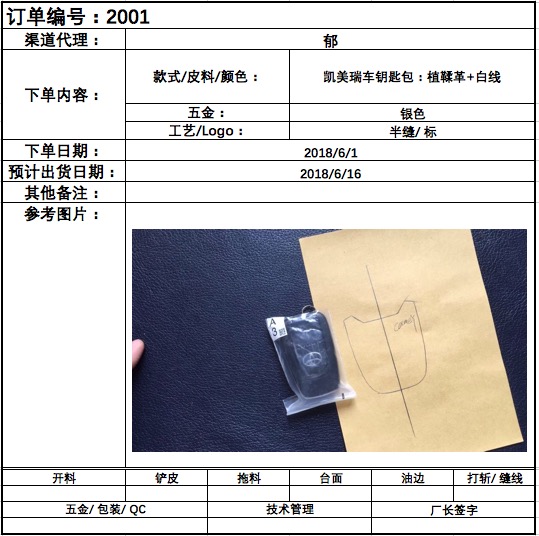 订单编号：2001
渠道代理：
郁
下单内容：
款式/皮料/颜色：
凯美瑞车钥匙包：植鞣革+白线
五金：
银色
工艺/Logo：
半缝/ 标
下单日期：
2018/6/1
预计出货日期：
2018/6/16
其他备注：
参考图片：
A
3
Camry
开料
铲皮
拖料
台面
油边
打斩/ 缝线
五金/ 包装/ QC
技术管理
厂长签字